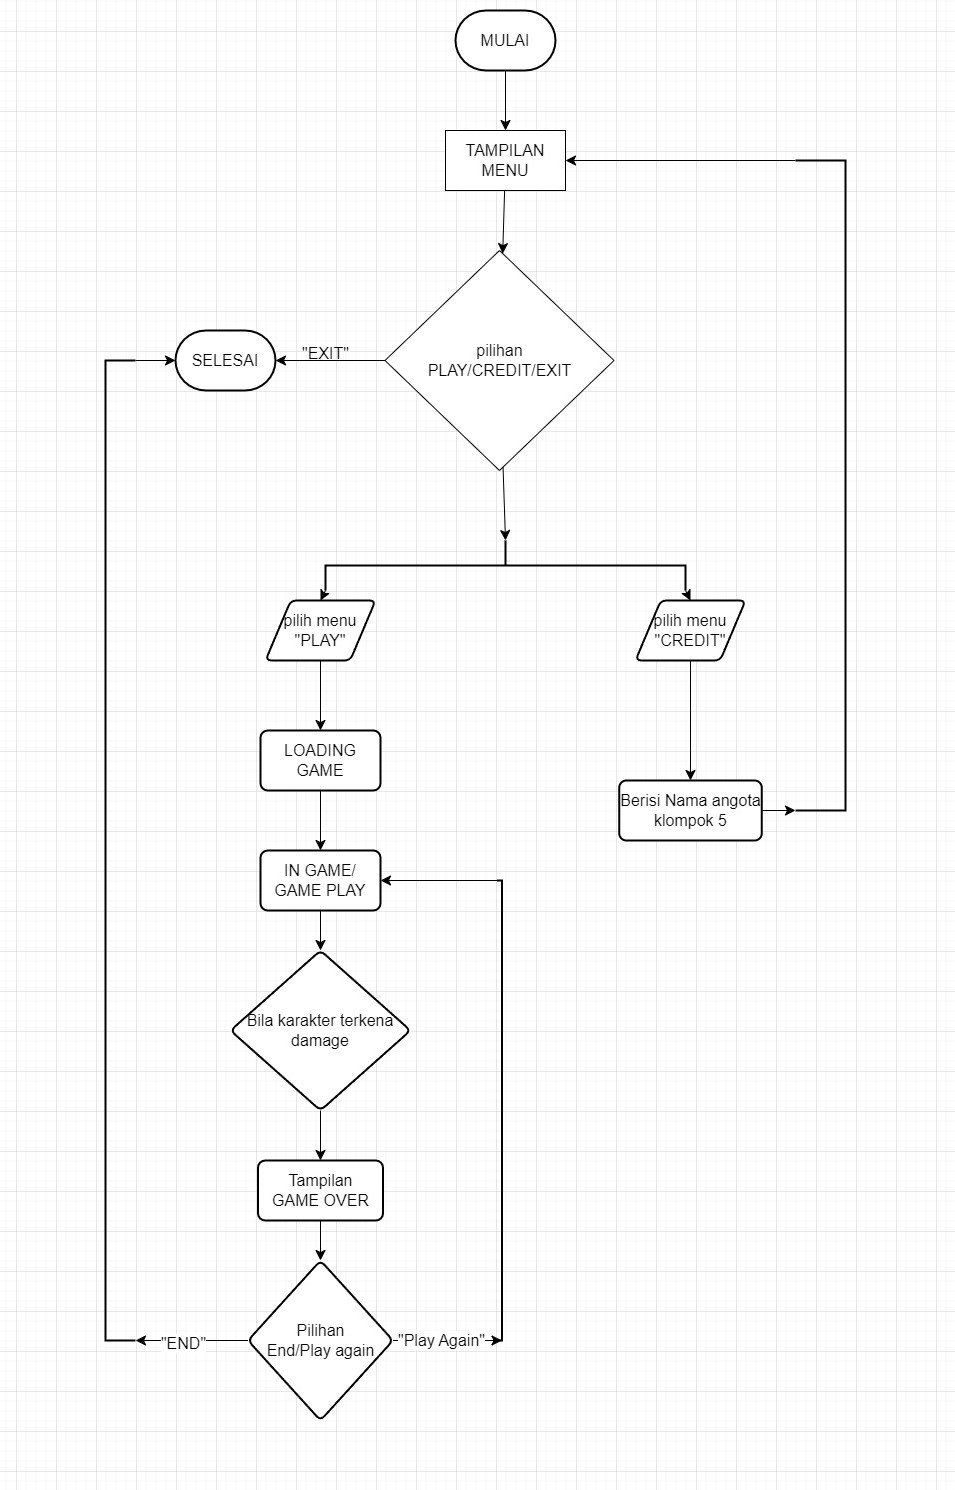 MULAI
TAMPILAN
MENU
pilihan
PLAY/CREDIT/EXIT
"EXIT"
SELESAI
pilih menu
"PLAY"
pilih menu
"CREDIT"
LOADING
GAME
Berisi Nama angota
klompok 5
IN GAME/
GAME PLAY
Bila karakter terkena
damage
Tampilan
GAME OVER
Pilihan
End/Play again
"END"
"Play Again"